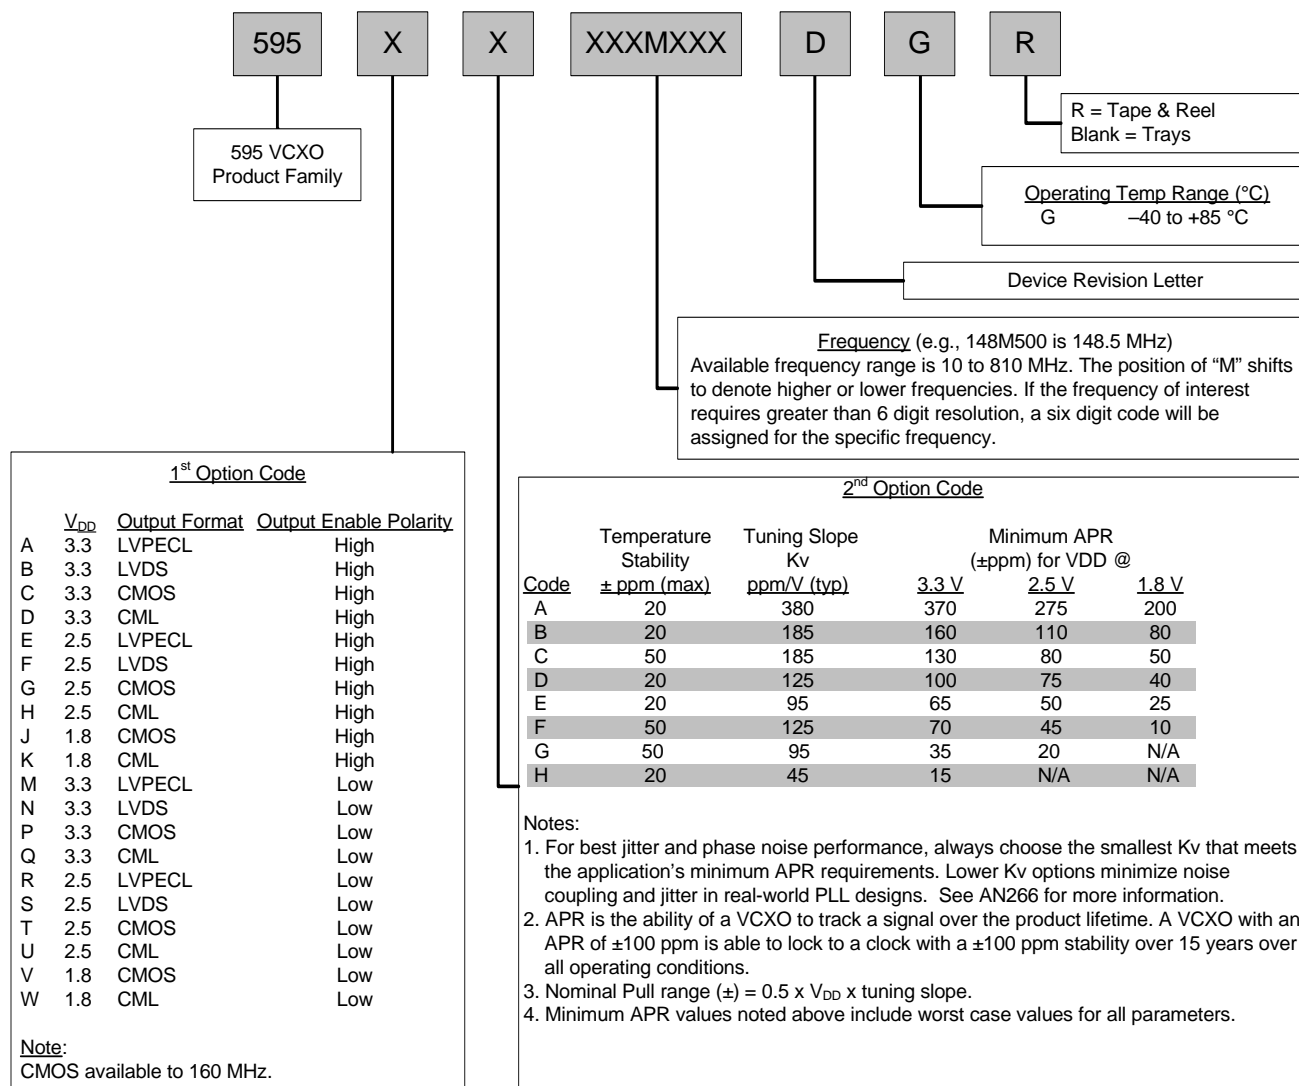 595 X X XXXMXXX D G R
R = Tape & Reel
Blank = Trays
595 VCXO
Product Family
Operating Temp Range (°C)
G –40 to +85 °C
Device Revision Letter
Frequency (e.g., 148M500 is 148.5 MHz)
Available frequency range is 10 to 810 MHz. The position of “M” shifts
to denote higher or lower frequencies. If the frequency of interest
requires greater than 6 digit resolution, a six digit code will be
assigned for the specific frequency.
1st Option Code
VDD Output Format Output Enable Polarity
A 3.3 LVPECL High
B 3.3 LVDS High
C 3.3 CMOS High
D 3.3 CML High
E 2.5 LVPECL High
F 2.5 LVDS High
G 2.5 CMOS High
H 2.5 CML High
J 1.8 CMOS High
K 1.8 CML High
M 3.3 LVPECL Low
N 3.3 LVDS Low
P 3.3 CMOS Low
Q 3.3 CML Low
R 2.5 LVPECL Low
S 2.5 LVDS Low
T 2.5 CMOS Low
U 2.5 CML Low
V 1.8 CMOS Low
W 1.8 CML Low
Note:
CMOS available to 160 MHz.
2nd Option Code
Temperature Tuning Slope Minimum APR
Stability Kv (±ppm) for VDD @
Code ± ppm (max) ppm/V (typ) 3.3 V 2.5 V 1.8 V
A 20 380 370 275 200
B 20 185 160 110 80
C 50 185 130 80 50
D 20 125 100 75 40
E 20 95 65 50 25
F 50 125 70 45 10
G 50 95 35 20 N/A
H 20 45 15 N/A N/A
Notes:
1. For best jitter and phase noise performance, always choose the smallest Kv that meets
the application’s minimum APR requirements. Lower Kv options minimize noise
coupling and jitter in real-world PLL designs. See AN266 for more information.
2. APR is the ability of a VCXO to track a signal over the product lifetime. A VCXO with an
APR of ±100 ppm is able to lock to a clock with a ±100 ppm stability over 15 years over
all operating conditions.
3. Nominal Pull range (±) = 0.5 x VDD x tuning slope.
4. Minimum APR values noted above include worst case values for all parameters.